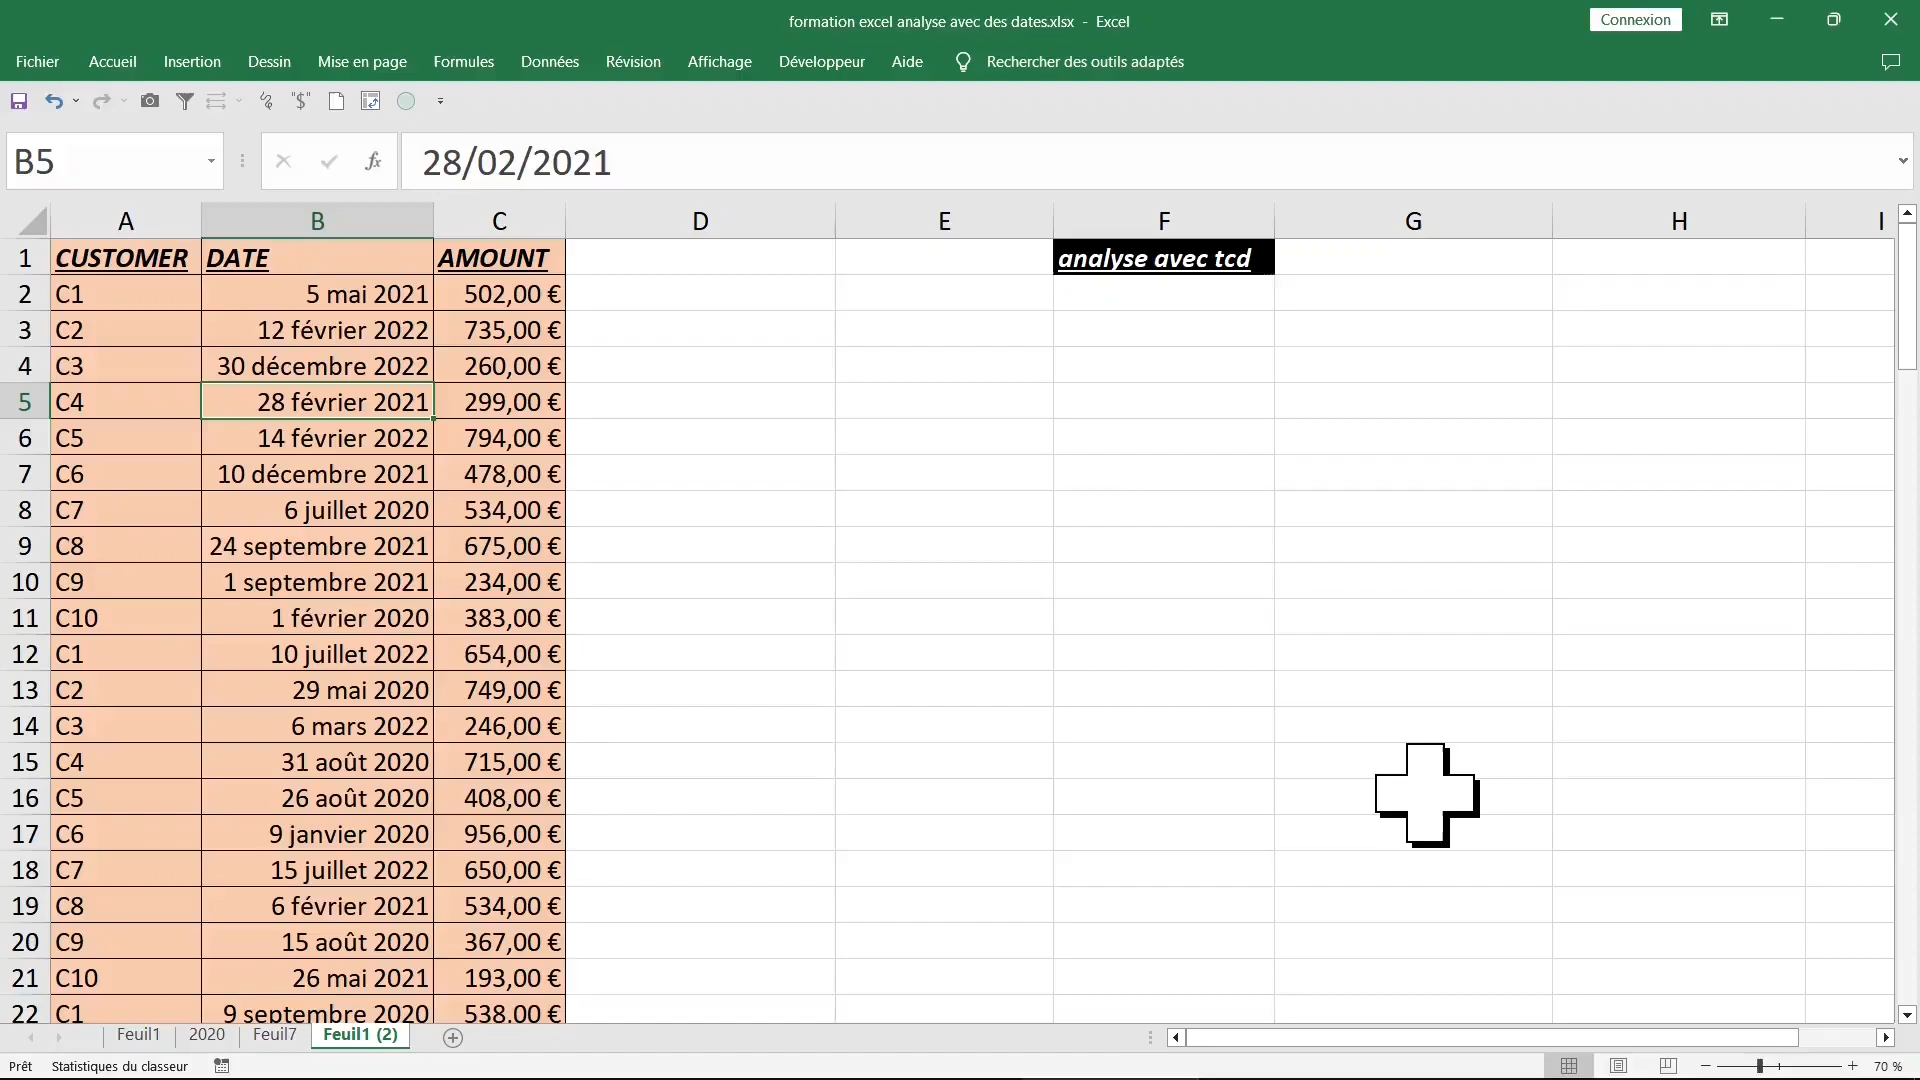 formation excel analyse avec des dates.xlsx - Excel
Connexion
Fichier Accueil Insertion Dessin Mise en page Formules Données Révision Affichage Développeur Aide Rechercher des outils adaptés
"$"
B5 fx 28/02/2021
A B C D E F G H I
1 CUSTOMER DATE AMOUNT analyse avec tcd
2 C1 5 mai 2021 502,00 €
3 C2 12 février 2022 735,00 €
4 C3 30 décembre 2022 260,00 €
5 C4 28 février 2021 299,00 €
6 C5 14 février 2022 794,00 €
7 C6 10 décembre 2021 478,00 €
8 C7 6 juillet 2020 534,00 €
9 C8 24 septembre 2021 675,00 €
10 C9 1 septembre 2021 234,00 €
11 C10 1 février 2020 383,00 €
12 C1 10 juillet 2022 654,00 €
13 C2 29 mai 2020 749,00 €
14 C3 6 mars 2022 246,00 €
15 C4 31 août 2020 715,00 €
16 C5 26 août 2020 408,00 €
17 C6 9 janvier 2020 956,00 €
18 C7 15 juillet 2022 650,00 €
19 C8 6 février 2021 534,00 €
20 C9 15 août 2020 367,00 €
21 C10 26 mai 2021 193,00 €
22 C1 9 septembre 2020 538,00 €
Feuil1 2020 Feuil7 Feuil1 (2)
Prêt Statistiques du classeur 70 %